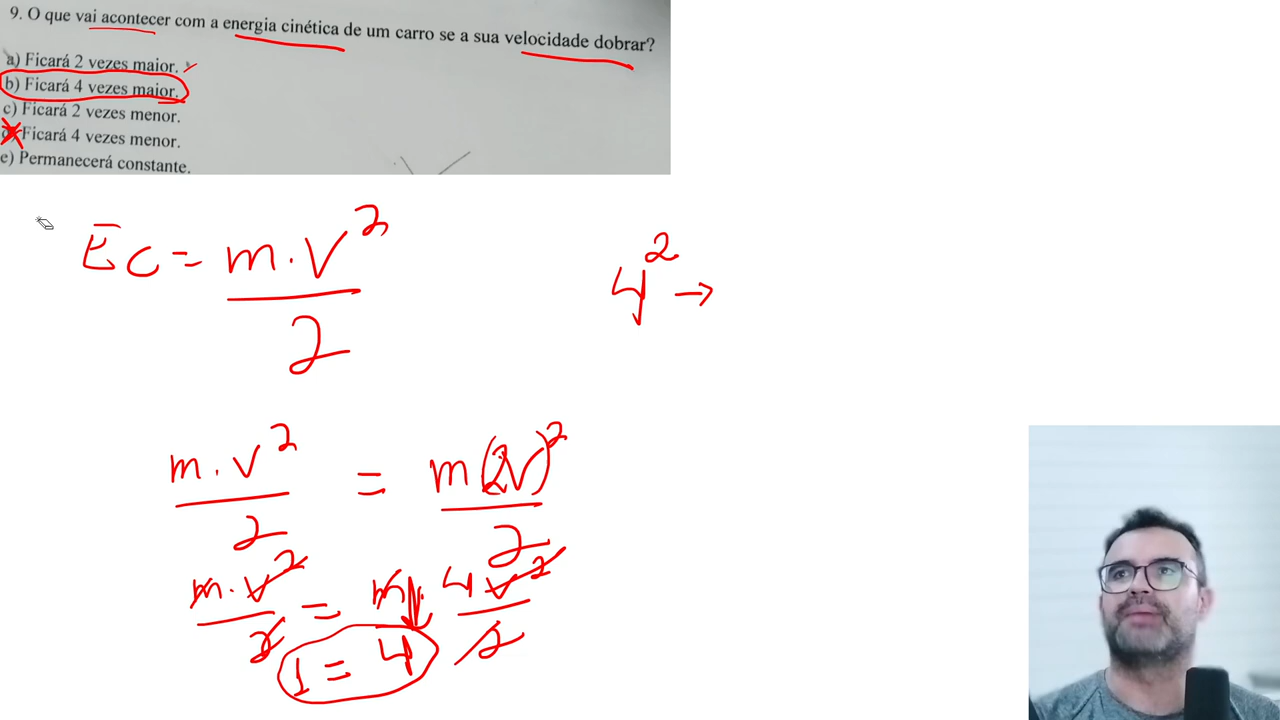 9. O que vai acontecer com a energia cinética de um carro se a sua velocidade dobrar?
a) Ficará 2 vezes maior.
b) Ficará 4 vezes maior.
c) Ficará 2 vezes menor.
Ficará 4 vezes menor.
e) Permanecerá constante.
Ec = m.v²/2
4² →
m.v²/2 = m(2v)²/2
m.v²/2 = m.4v²/2
1 = 4